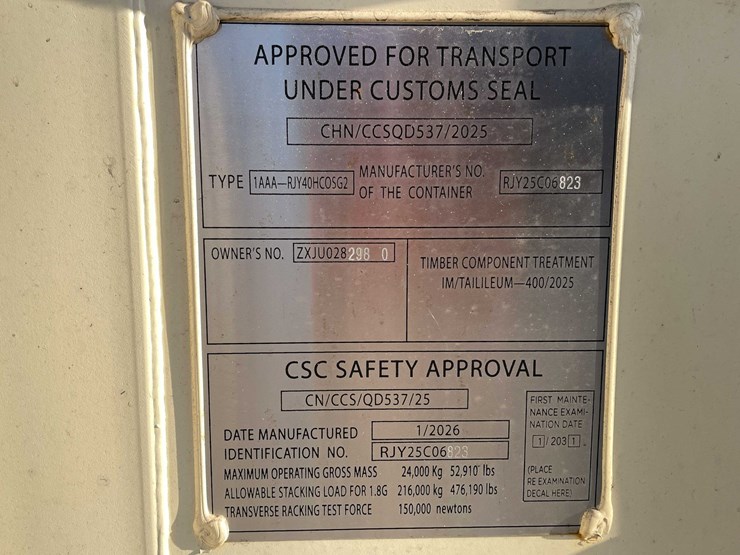 APPROVED FOR TRANSPORT
UNDER CUSTOMS SEAL
CHN/CCSQD537/2025
TYPE 1AAA—RJY40HCOSG2 MANUFACTURER'S NO. OF THE CONTAINER RJY25C06823
OWNER'S NO. ZXJU028298 0
TIMBER COMPONENT TREATMENT
IM/TAILILEUM—400/2025
CSC SAFETY APPROVAL
CN/CCS/QD537/25
DATE MANUFACTURED 1/2026
IDENTIFICATION NO. RJY25C06823
MAXIMUM OPERATING GROSS MASS 24,000 Kg 52,910 lbs
ALLOWABLE STACKING LOAD FOR 1.8G 216,000 kg 476,190 lbs
TRANSVERSE RACKING TEST FORCE 150,000 newtons
FIRST MAINTE-
NANCE EXAMI-
NATION DATE
1/2031.
(PLACE
RE EXAMINATION
DECAL HERE)